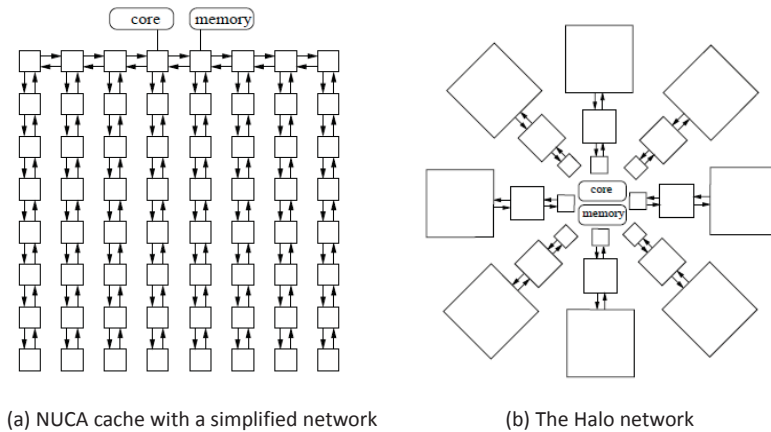 core
memory
core
memory
(a) NUCA cache with a simplified network
(b) The Halo network